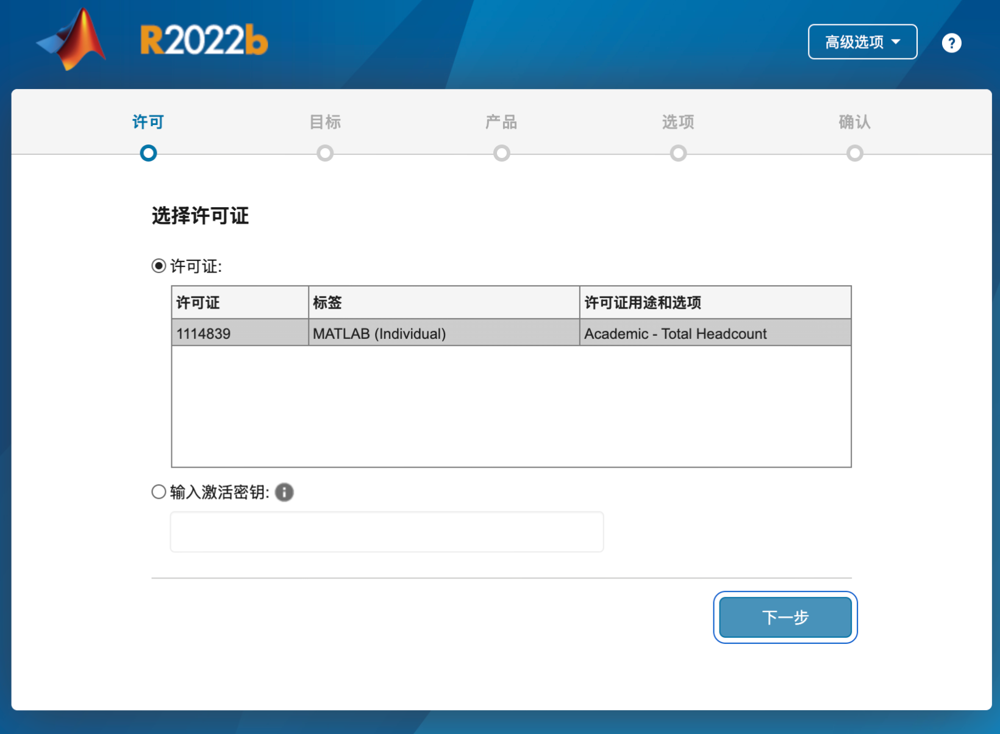 R2022b
高级选项
?
许可 目标 产品 选项 确认
选择许可证
许可证:
许可证 标签 许可证用途和选项
1114839 MATLAB (Individual) Academic - Total Headcount
输入激活密钥: i
下一步